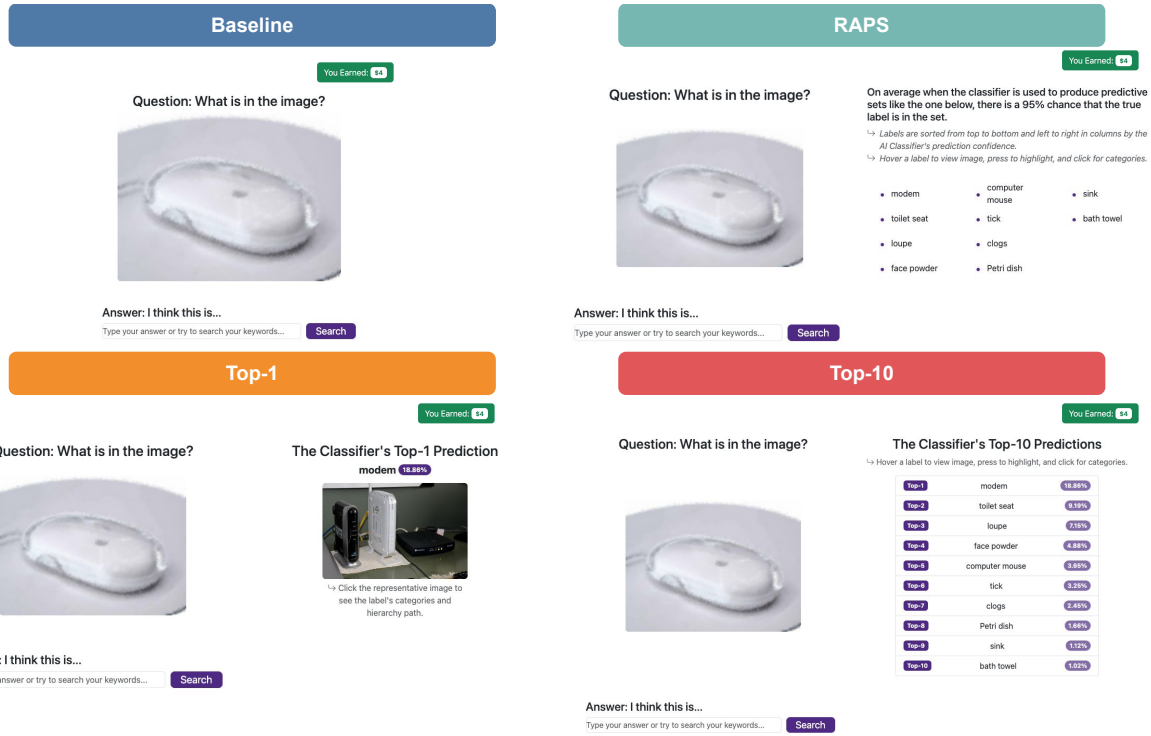 Baseline
You Earned: $4
Question: What is in the image?
Answer: I think this is...
Type your answer or try to search your keywords...
Search
RAPS
You Earned: $4
Question: What is in the image?
On average when the classifier is used to produce predictive
sets like the one below, there is a 95% chance that the true
label is in the set.
↪ Labels are sorted from top to bottom and left to right in columns by the
AI Classifier's prediction confidence.
↪ Hover a label to view image, press to highlight, and click for categories.
modem
toilet seat
loupe
face powder
computer
mouse
tick
clogs
Petri dish
sink
bath towel
Answer: I think this is...
Type your answer or try to search your keywords...
Search
Top-1
You Earned: $4
Question: What is in the image?
The Classifier's Top-1 Prediction
modem 18.86%
↪ Click the representative image to
see the label's categories and
hierarchy path.
: I think this is...
answer or try to search your keywords...
Search
Top-10
You Earned: $4
Question: What is in the image?
The Classifier's Top-10 Predictions
↪ Hover a label to view image, press to highlight, and click for categories.
Top-1 modem 18.86%
Top-2 toilet seat 9.19%
Top-3 loupe 7.15%
Top-4 face powder 4.88%
Top-5 computer mouse 3.65%
Top-6 tick 3.25%
Top-7 clogs 2.45%
Top-8 Petri dish 1.66%
Top-9 sink 1.12%
Top-10 bath towel 1.02%
Answer: I think this is...
Type your answer or try to search your keywords...
Search